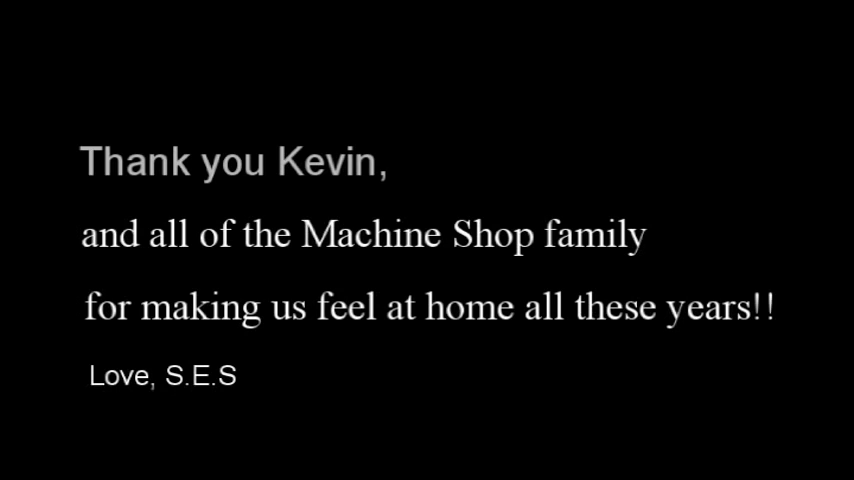 Thank you Kevin,
and all of the Machine Shop family
for making us feel at home all these years!!
Love, S.E.S